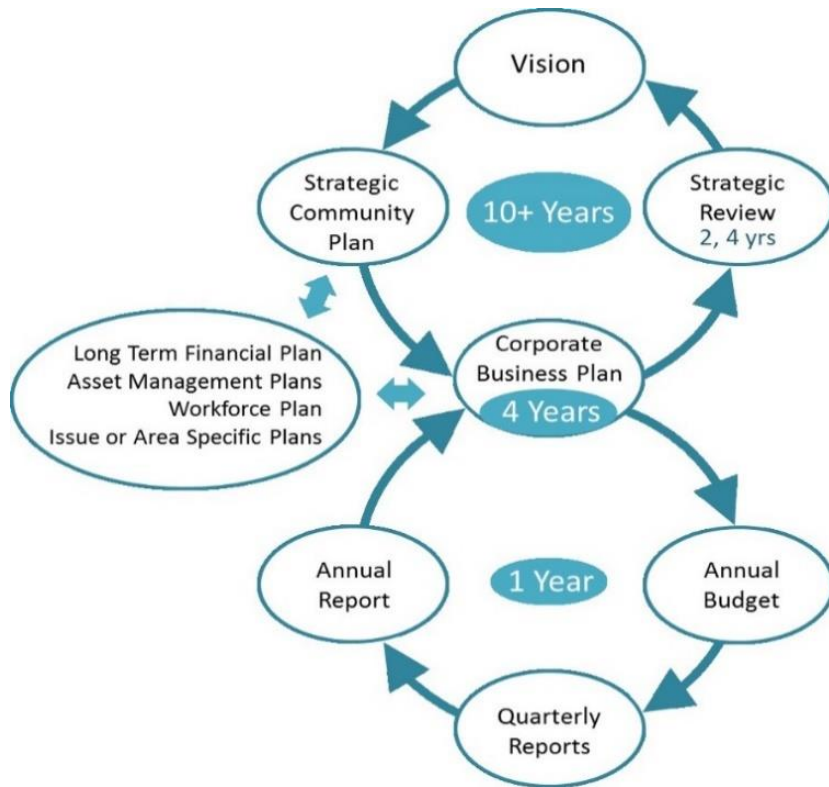 Vision
Strategic
Community
Plan
10+ Years
Strategic
Review
2, 4 yrs
Long Term Financial Plan
Asset Management Plans
Workforce Plan
Issue or Area Specific Plans
Corporate
Business Plan
4 Years
Annual
Report
1 Year
Annual
Budget
Quarterly
Reports